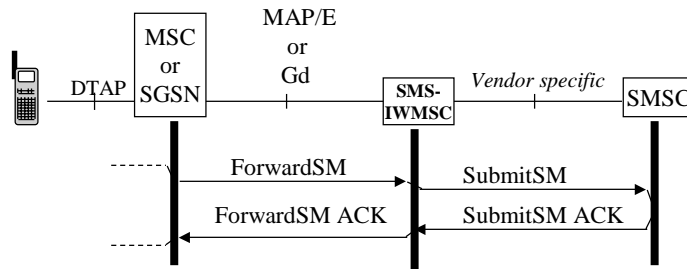 MSC
or
SGSN
MAP/E
or
Gd
DTAP
SMS-
IWMSC
Vendor specific
SMSC
ForwardSM
SubmitSM
ForwardSM ACK
SubmitSM ACK